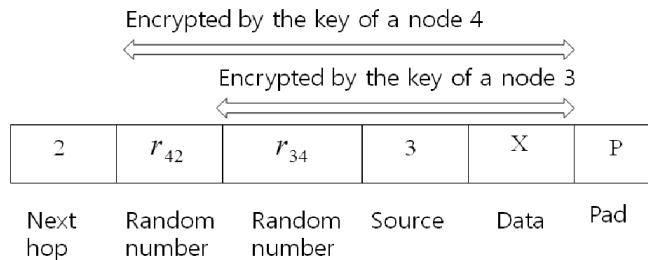 Encrypted by the key of a node 4
Encrypted by the key of a node 3
2 r₄₂ r₃₄ 3 X P
Next hop Random number Random number Source Data Pad